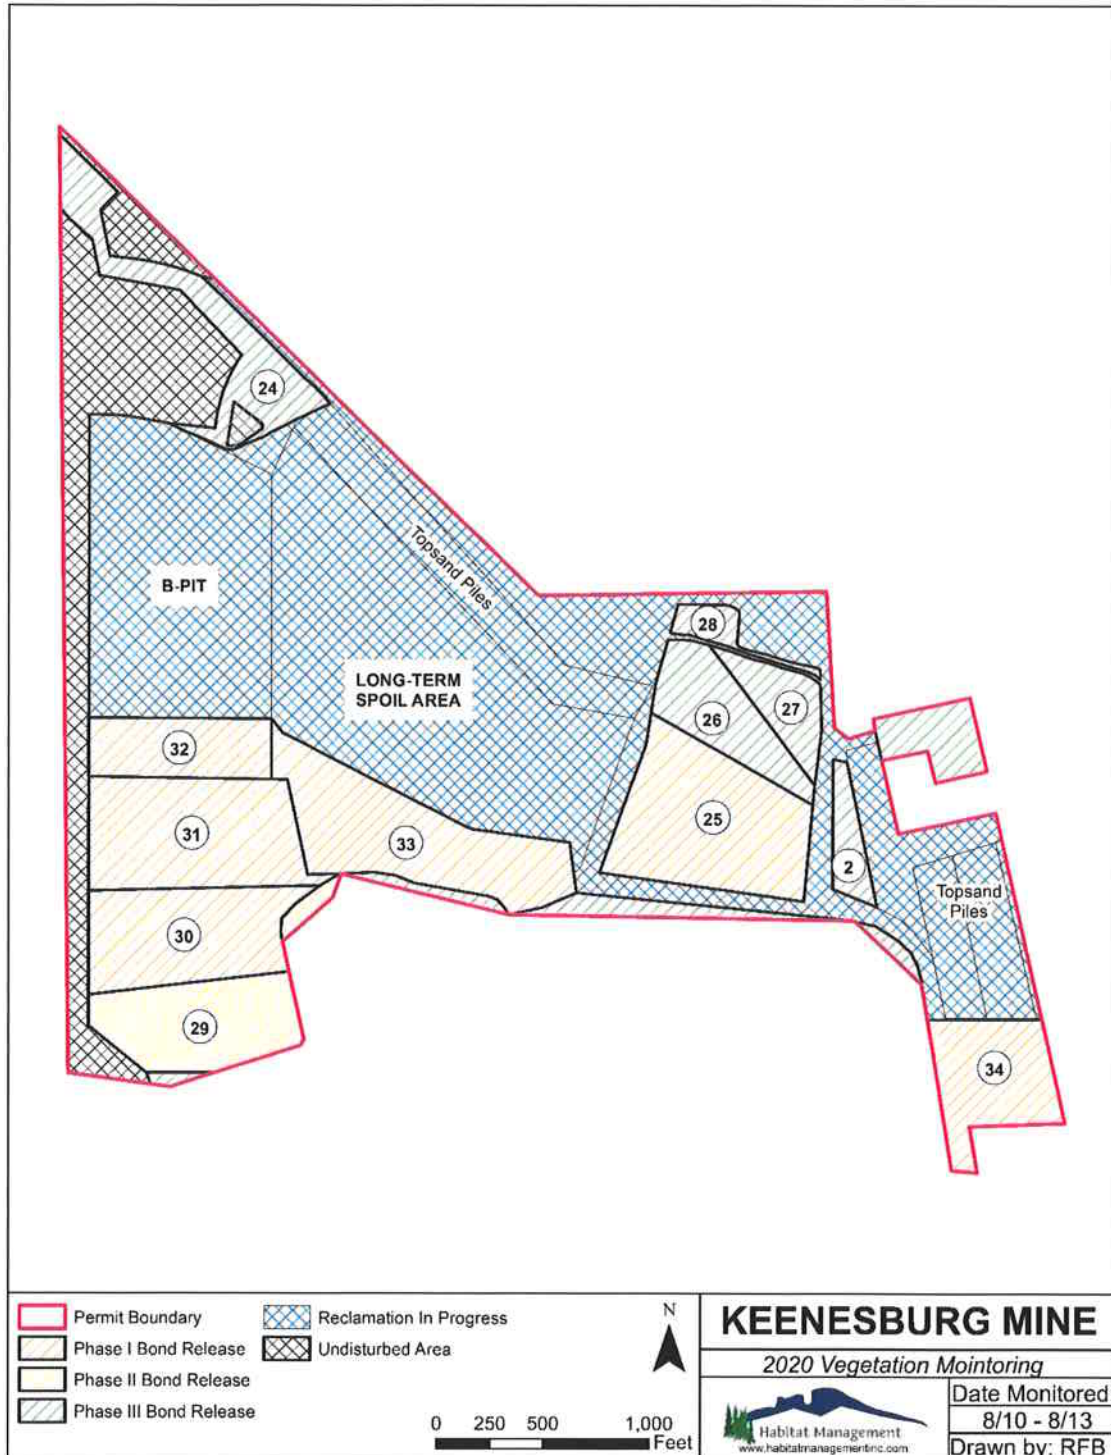 24
Topsand Piles
B-PIT
28
LONG-TERM
SPOIL AREA
27
26
32
25
31
33
2
Topsand
Piles
30
29
34
Permit Boundary
Phase I Bond Release
Phase II Bond Release
Phase III Bond Release
Reclamation In Progress
Undisturbed Area
N
0 250 500 1,000
Feet
KEENESBURG MINE
2020 Vegetation Mointoring
Habitat Management
www.habitatmanagementinc.com
Date Monitored
8/10 - 8/13
Drawn by: RFB